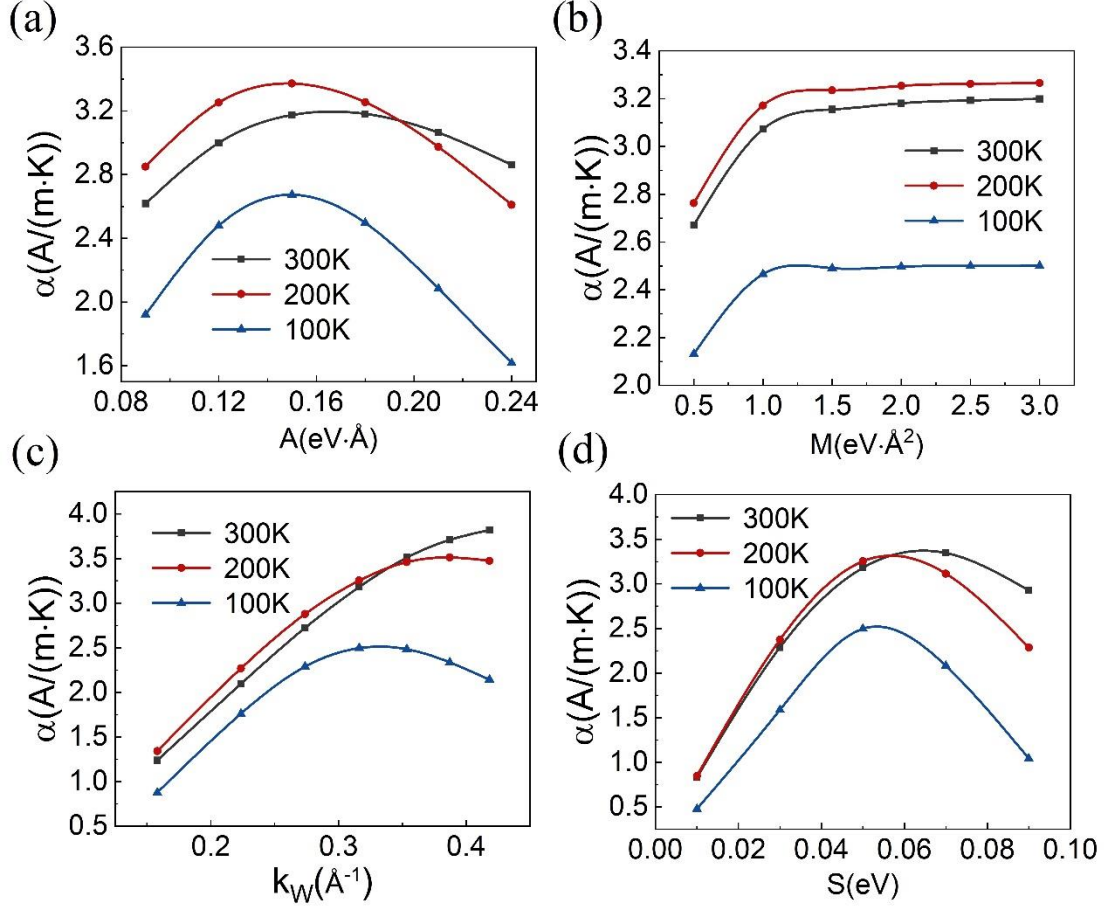 (a)
α(A/(m·K))
3.6
3.2
2.8
2.4
2.0
1.6
300K
200K
100K
0.08 0.12 0.16 0.20 0.24
A(eV·Å)
(b)
α(A/(m·K))
3.4
3.2
3.0
2.8
2.6
2.4
2.2
2.0
300K
200K
100K
0.5 1.0 1.5 2.0 2.5 3.0
M(eV·Å²)
(c)
α(A/(m·K))
4.0
3.5
3.0
2.5
2.0
1.5
1.0
0.5
300K
200K
100K
0.2 0.3 0.4
k_W(Å⁻¹)
(d)
α(A/(m·K))
4.0
3.5
3.0
2.5
2.0
1.5
1.0
0.5
300K
200K
100K
0.00 0.02 0.04 0.06 0.08 0.10
S(eV)